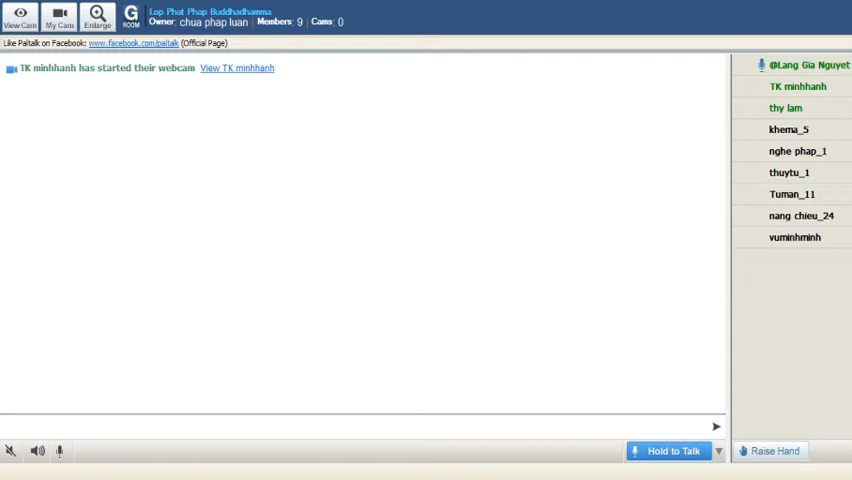 Lop Phat Phap Buddhadhamma
Owner: chua phap luan | Members: 9 | Cams: 0
View Cam
My Cam
Enlarge
G
ROOM
Like Paltalk on Facebook: www.facebook.com/paltalk (Official Page)
TK minhhanh has started their webcam View TK minhhanh
@Lang Gia Nguyet
TK minhhanh
thy lam
khema_5
nghe phap_1
thuytu_1
Tuman_11
nang chieu_24
vuminhminh
Hold to Talk
Raise Hand